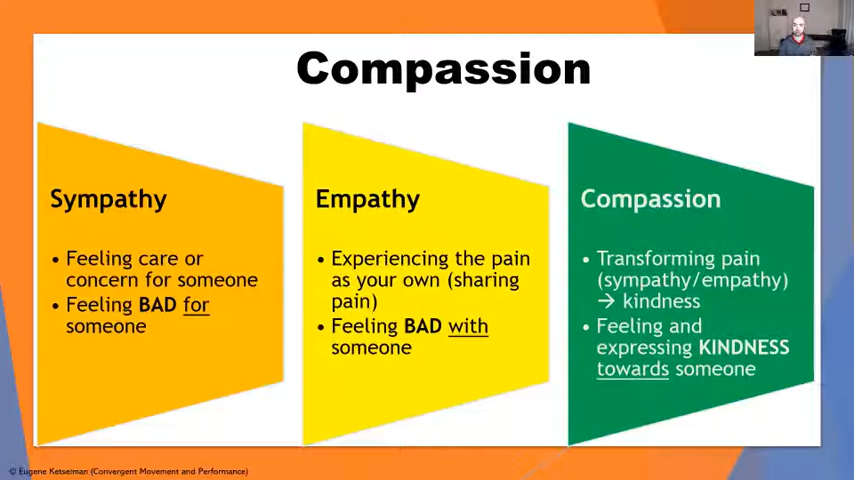 Compassion
Sympathy
• Feeling care or
concern for someone
• Feeling BAD for
someone
Empathy
• Experiencing the pain
as your own (sharing
pain)
• Feeling BAD with
someone
Compassion
• Transforming pain
(sympathy/empathy)
→ kindness
• Feeling and
expressing KINDNESS
towards someone
© Eugene Ketselman (Convergent Movement and Performance)